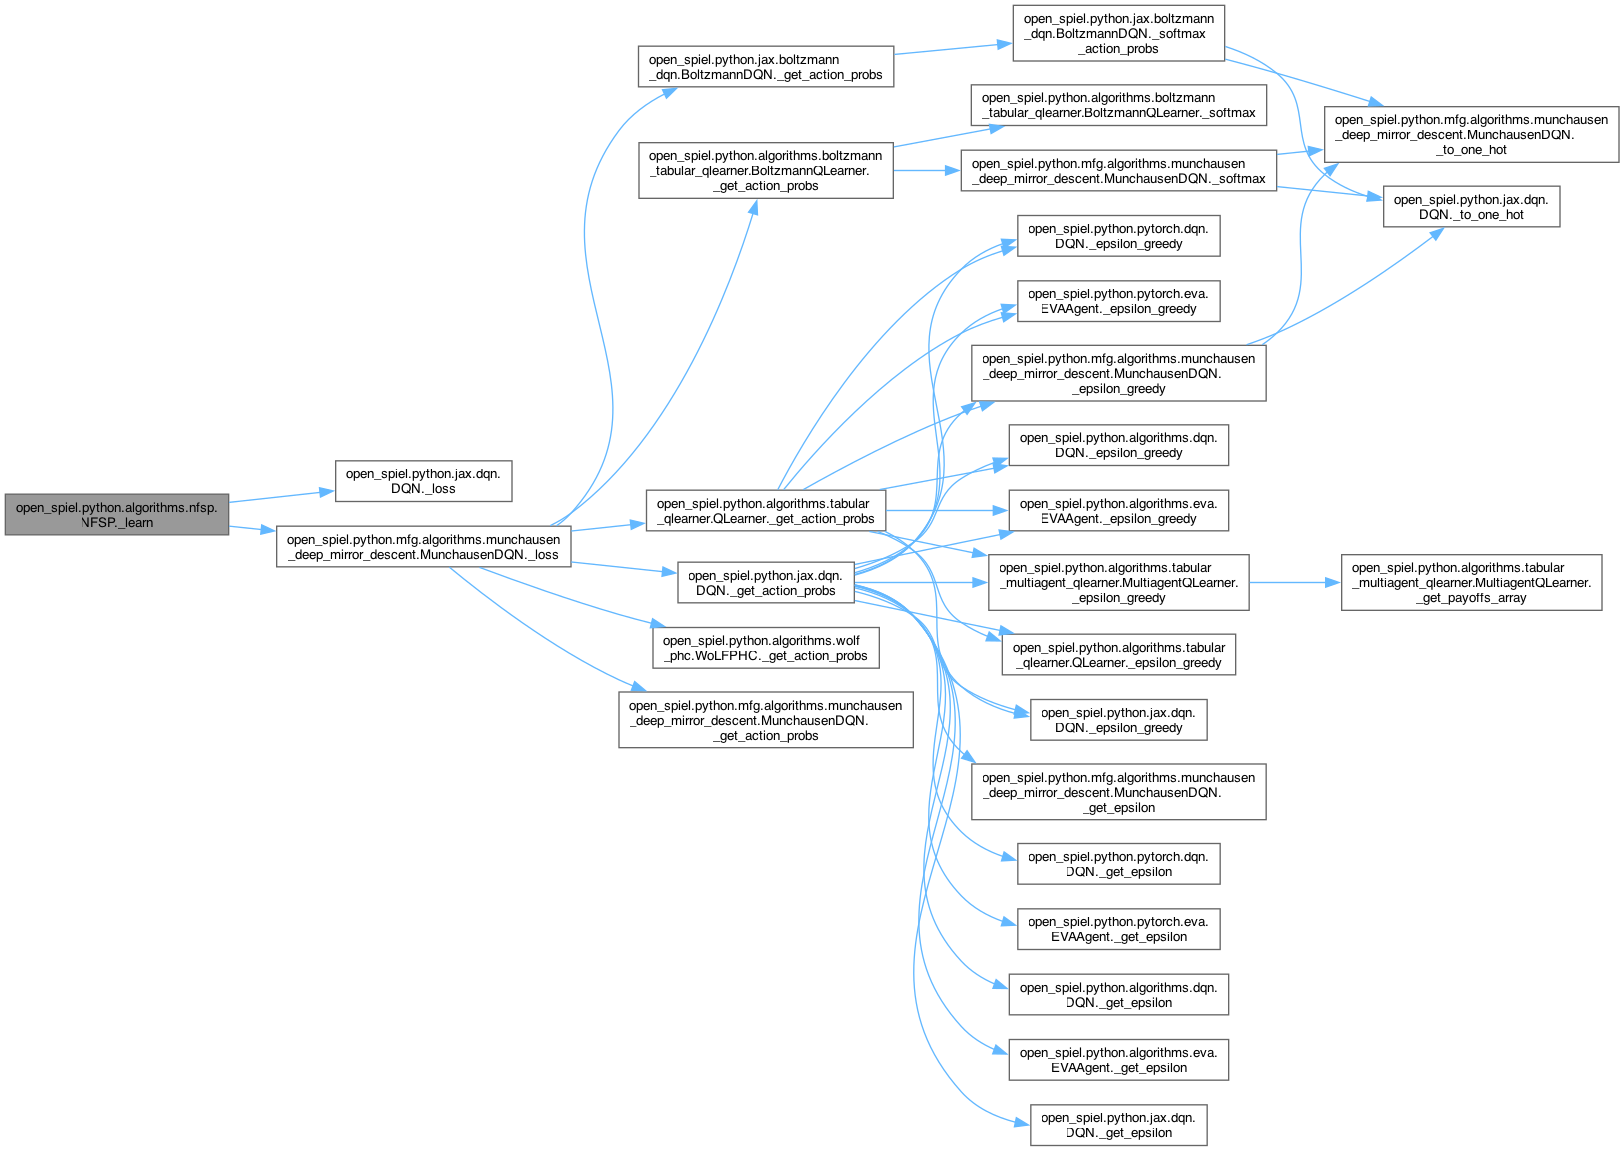 open_spiel.python.algorithms.nfsp.
NFSP._learn
open_spiel.python.jax.dqn.
DQN._loss
open_spiel.python.mfg.algorithms.munchausen
_deep_mirror_descent.MunchausenDQN._loss
open_spiel.python.jax.boltzmann
_dqn.BoltzmannDQN._get_action_probs
open_spiel.python.algorithms.boltzmann
_tabular_qlearner.BoltzmannQLearner.
_get_action_probs
open_spiel.python.algorithms.tabular
_qlearner.QLearner._get_action_probs
open_spiel.python.jax.dqn.
DQN._get_action_probs
open_spiel.python.algorithms.wolf
_phc.WoLFPHC._get_action_probs
open_spiel.python.mfg.algorithms.munchausen
_deep_mirror_descent.MunchausenDQN.
_get_action_probs
open_spiel.python.jax.boltzmann
_dqn.BoltzmannDQN._softmax
_action_probs
open_spiel.python.algorithms.boltzmann
_tabular_qlearner.BoltzmannQLearner._softmax
open_spiel.python.mfg.algorithms.munchausen
_deep_mirror_descent.MunchausenDQN._softmax
open_spiel.python.pytorch.dqn.
DQN._epsilon_greedy
open_spiel.python.pytorch.eva.
EVAAgent._epsilon_greedy
open_spiel.python.mfg.algorithms.munchausen
_deep_mirror_descent.MunchausenDQN.
_epsilon_greedy
open_spiel.python.algorithms.dqn.
DQN._epsilon_greedy
open_spiel.python.algorithms.eva.
EVAAgent._epsilon_greedy
open_spiel.python.algorithms.tabular
_multiagent_qlearner.MultiagentQLearner.
_epsilon_greedy
open_spiel.python.algorithms.tabular
_qlearner.QLearner._epsilon_greedy
open_spiel.python.jax.dqn.
DQN._epsilon_greedy
open_spiel.python.mfg.algorithms.munchausen
_deep_mirror_descent.MunchausenDQN.
_get_epsilon
open_spiel.python.pytorch.dqn.
DQN._get_epsilon
open_spiel.python.pytorch.eva.
EVAAgent._get_epsilon
open_spiel.python.algorithms.dqn.
DQN._get_epsilon
open_spiel.python.algorithms.eva.
EVAAgent._get_epsilon
open_spiel.python.jax.dqn.
DQN._get_epsilon
open_spiel.python.mfg.algorithms.munchausen
_deep_mirror_descent.MunchausenDQN.
_to_one_hot
open_spiel.python.jax.dqn.
DQN._to_one_hot
open_spiel.python.algorithms.tabular
_multiagent_qlearner.MultiagentQLearner.
_get_payoffs_array